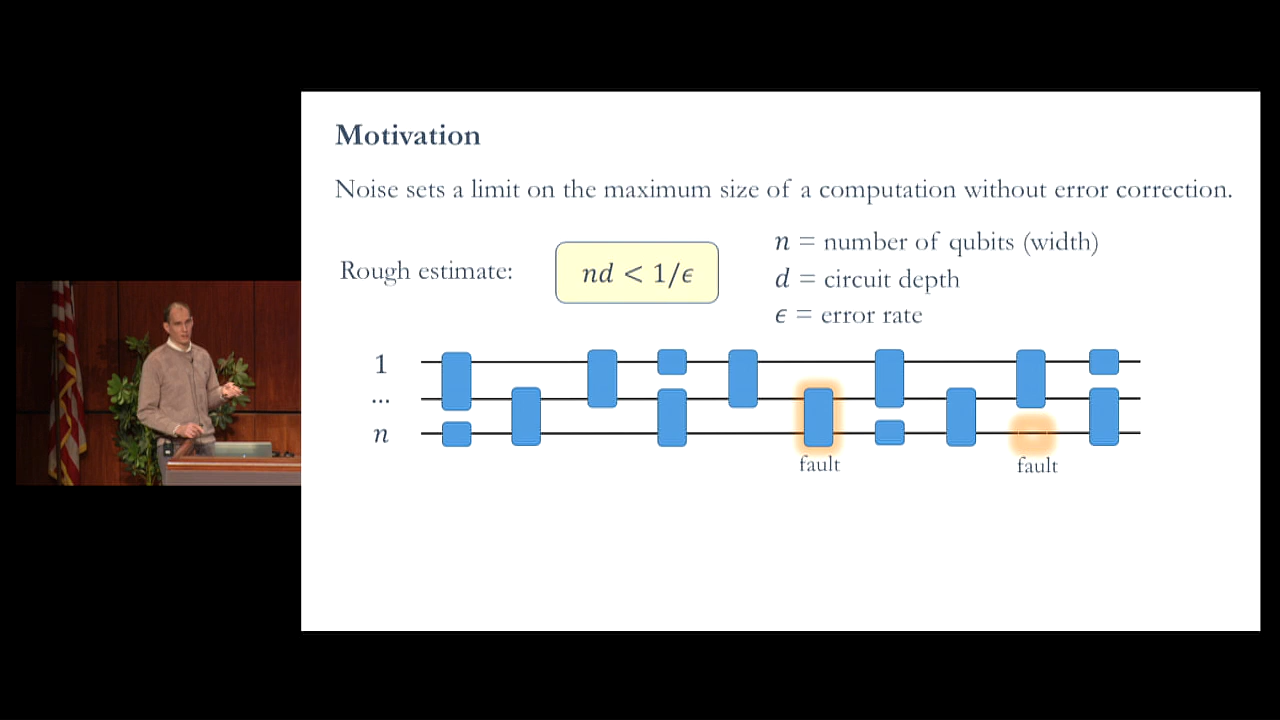 Motivation
Noise sets a limit on the maximum size of a computation without error correction.
Rough estimate:
nd < 1/ϵ
n = number of qubits (width)
d = circuit depth
ϵ = error rate
1
...
n
fault
fault